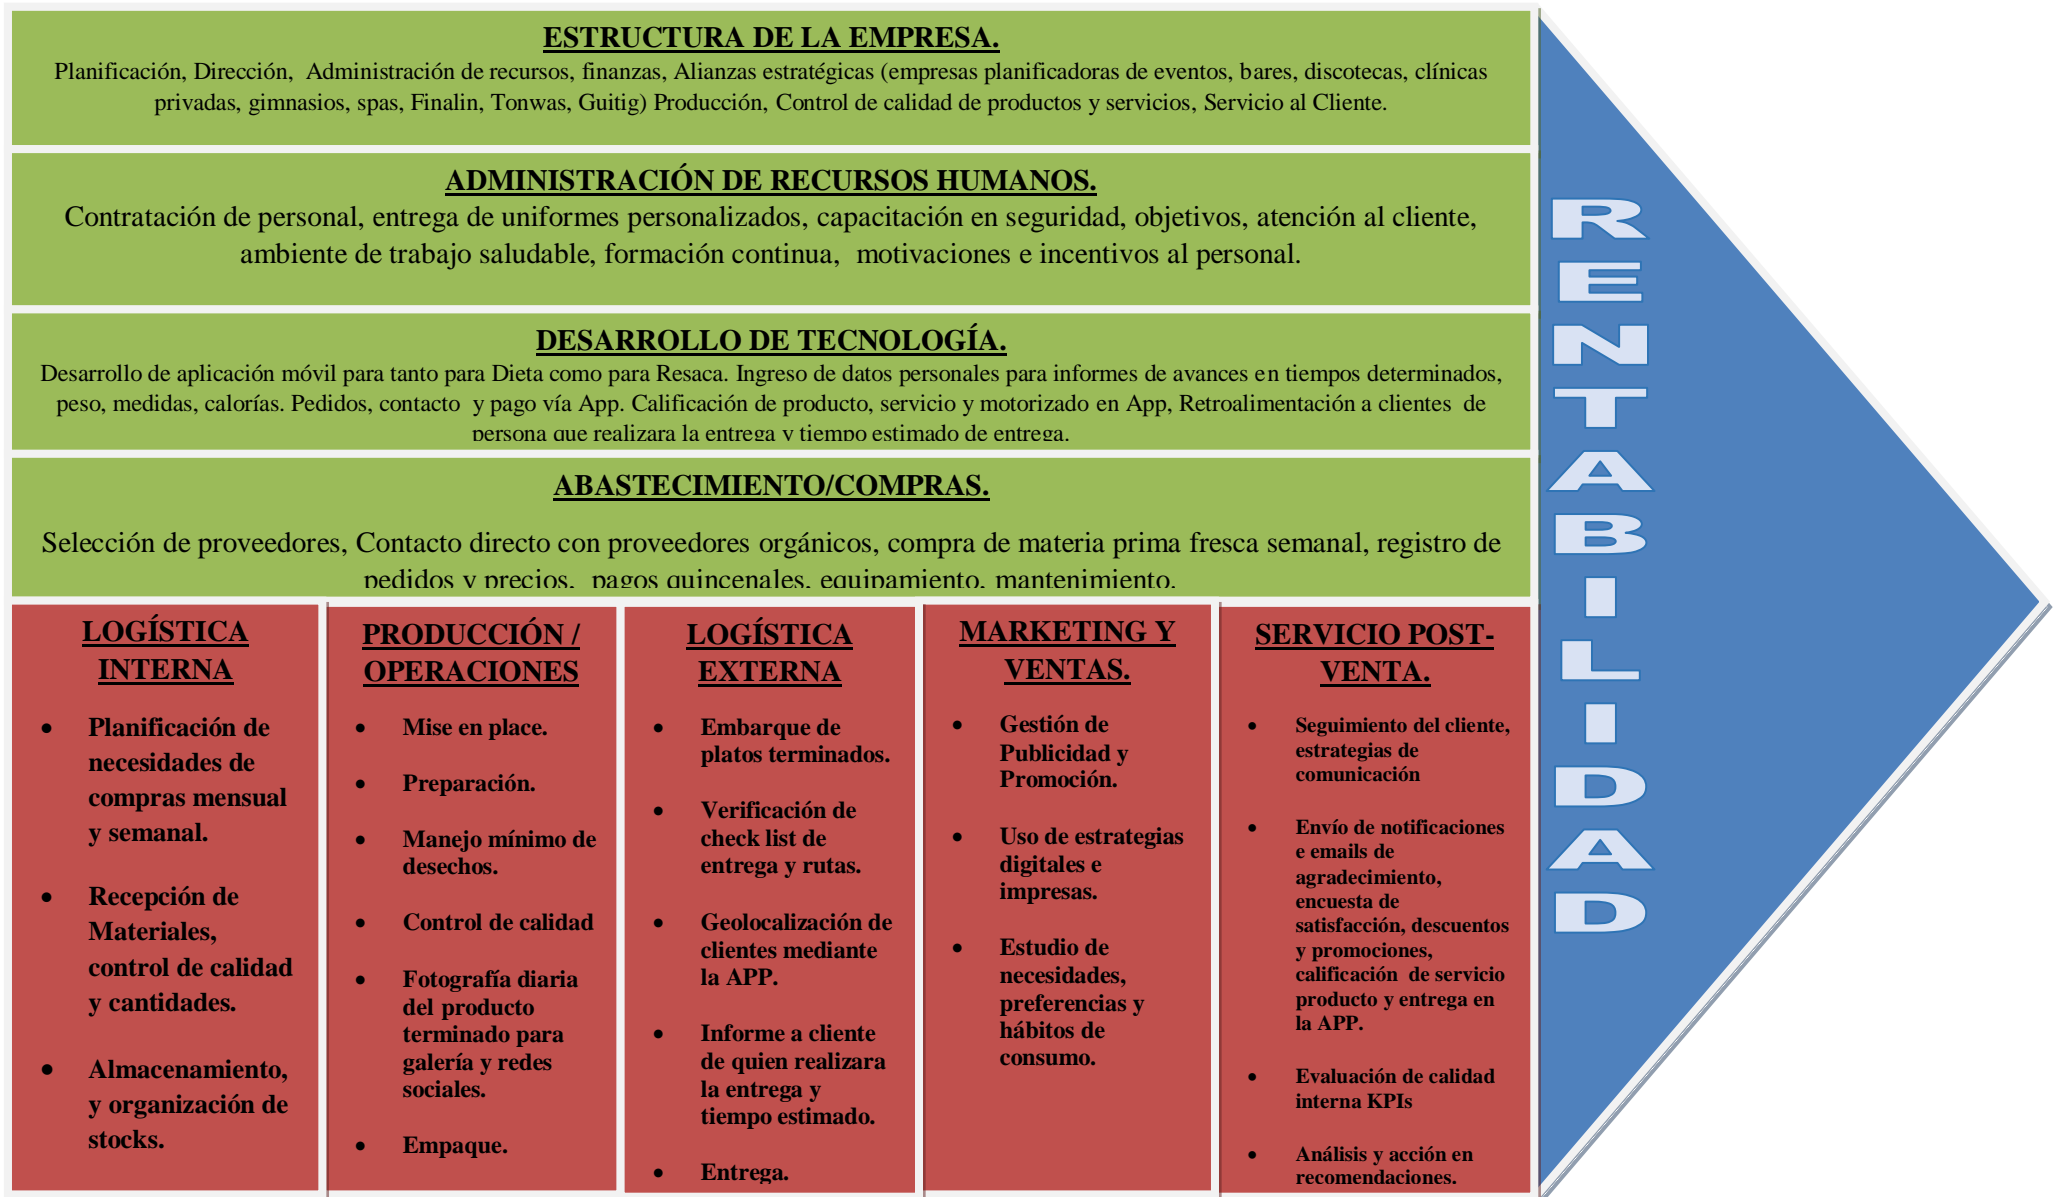 ESTRUCTURA DE LA EMPRESA.
Planificación, Dirección, Administración de recursos, finanzas, Alianzas estratégicas (empresas planificadoras de eventos, bares, discotecas, clínicas
privadas, gimnasios, spas, Finalin, Tonwas, Guitig) Producción, Control de calidad de productos y servicios, Servicio al Cliente.
ADMINISTRACIÓN DE RECURSOS HUMANOS.
Contratación de personal, entrega de uniformes personalizados, capacitación en seguridad, objetivos, atención al cliente,
ambiente de trabajo saludable, formación continua, motivaciones e incentivos al personal.
DESARROLLO DE TECNOLOGÍA.
Desarrollo de aplicación móvil para tanto para Dieta como para Resaca. Ingreso de datos personales para informes de avances en tiempos determinados,
peso, medidas, calorías. Pedidos, contacto y pago vía App. Calificación de producto, servicio y motorizado en App, Retroalimentación a clientes de
persona que realizara la entrega y tiempo estimado de entrega.
ABASTECIMIENTO/COMPRAS.
Selección de proveedores, Contacto directo con proveedores orgánicos, compra de materia prima fresca semanal, registro de
pedidos y precios, pagos quincenales, equipamiento, mantenimiento.
LOGÍSTICA
INTERNA
• Planificación de
necesidades de
compras mensual
y semanal.
• Recepción de
Materiales,
control de calidad
y cantidades.
• Almacenamiento,
y organización de
stocks.
PRODUCCIÓN /
OPERACIONES
• Mise en place.
• Preparación.
• Manejo mínimo de
desechos.
• Control de calidad
• Fotografía diaria
del producto
terminado para
galería y redes
sociales.
• Empaque.
LOGÍSTICA
EXTERNA
• Embarque de
platos terminados.
• Verificación de
check list de
entrega y rutas.
• Geolocalización de
clientes mediante
la APP.
• Informe a cliente
de quien realizara
la entrega y
tiempo estimado.
• Entrega.
MARKETING Y
VENTAS.
• Gestión de
Publicidad y
Promoción.
• Uso de estrategias
digitales e
impresas.
• Estudio de
necesidades,
preferencias y
hábitos de
consumo.
SERVICIO POST-
VENTA.
• Seguimiento del cliente,
estrategias de
comunicación
• Envío de notificaciones
e emails de
agradecimiento,
encuesta de
satisfacción, descuentos
y promociones,
calificación de servicio
producto y entrega en
la APP.
• Evaluación de calidad
interna KPIs
• Análisis y acción en
recomendaciones.
RENTABILIDAD